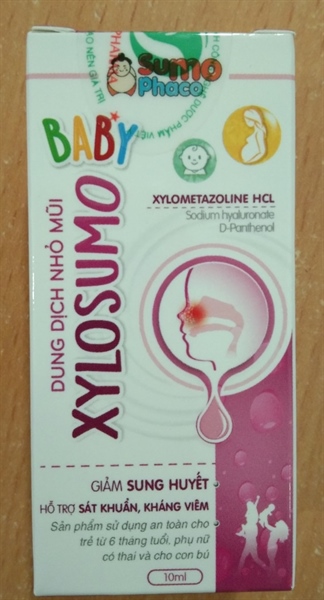 Sumo
Phaco
BABY
DUNG DỊCH NHỎ MŨI
XYLOSUMO
XYLOMETAZOLINE HCL
Sodium hyaluronate
D-Panthenol
GIẢM SUNG HUYẾT
HỖ TRỢ SÁT KHUẨN, KHÁNG VIÊM
Sản phẩm sử dụng an toàn cho
trẻ từ 6 tháng tuổi, phụ nữ
có thai và cho con bú
10ml